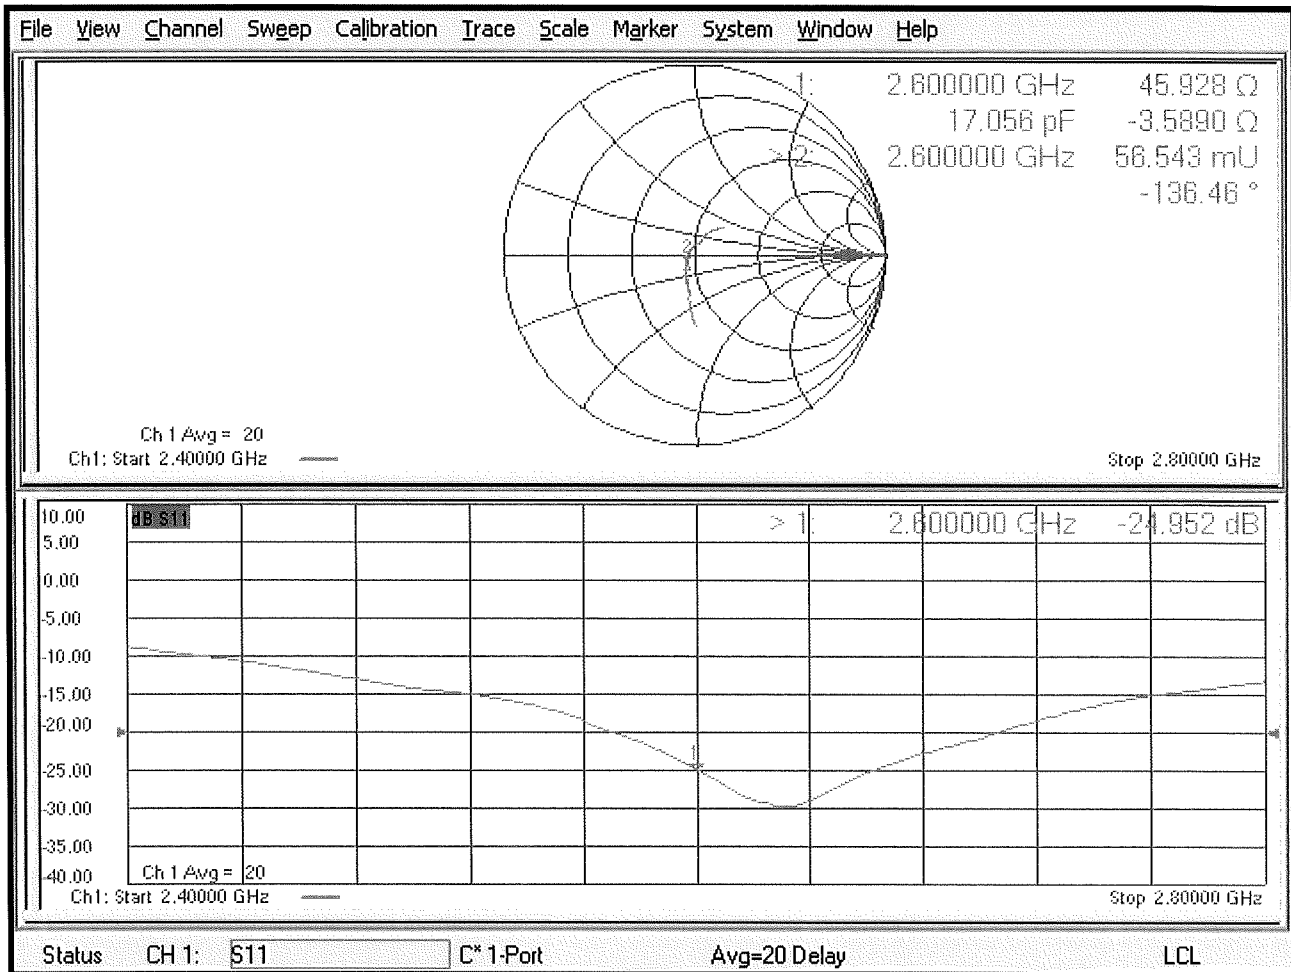 File View Channel Sweep Calibration Trace Scale Marker System Window Help
1: 2.600000 GHz 45.928 Ω
17.056 pF -3.5890 Ω
> 2: 2.600000 GHz 56.543 mU
-136.46 °
2
Ch 1 Avg = 20
Ch1: Start 2.40000 GHz
Stop 2.80000 GHz
10.00
dB S11
> 1: 2.600000 GHz -24.952 dB
5.00
0.00
-5.00
-10.00
-15.00
-20.00
1
-25.00
-30.00
-35.00
-40.00
Ch 1 Avg = 20
Ch1: Start 2.40000 GHz
Stop 2.80000 GHz
Status CH 1: S11 C* 1-Port Avg=20 Delay LCL